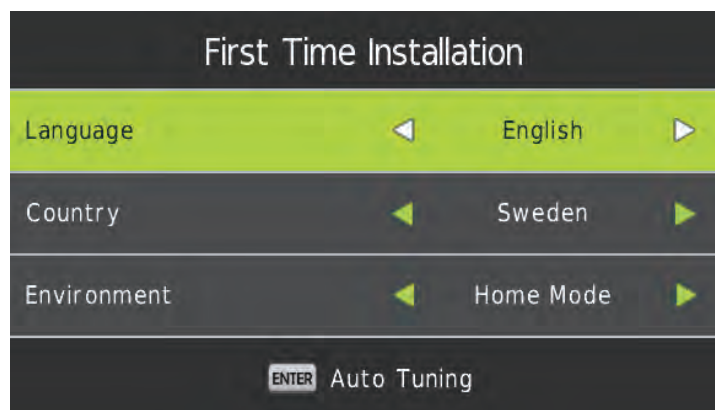 First Time Installation
Language English
Country Sweden
Environment Home Mode
ENTER Auto Tuning